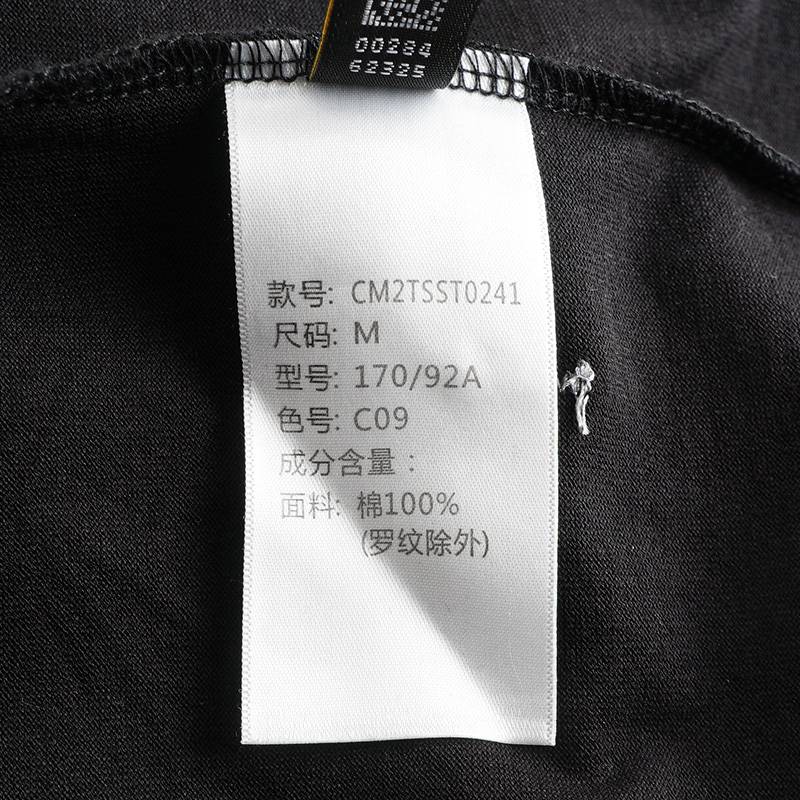 00284
62325
款号: CM2TSST0241
尺码: M
型号: 170/92A
色号: C09
成分含量：
面料: 棉100%
(罗纹除外)